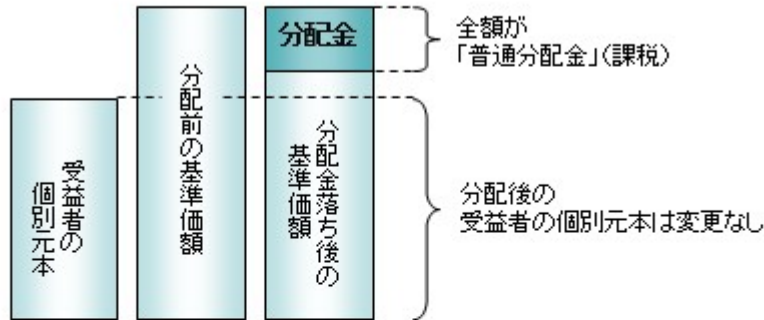 受益者の
個別元本
分配前の基準価額
分配金
分配金落ち後の
基準価額
全額が
「普通分配金」（課税）
分配後の
受益者の個別元本は変更なし